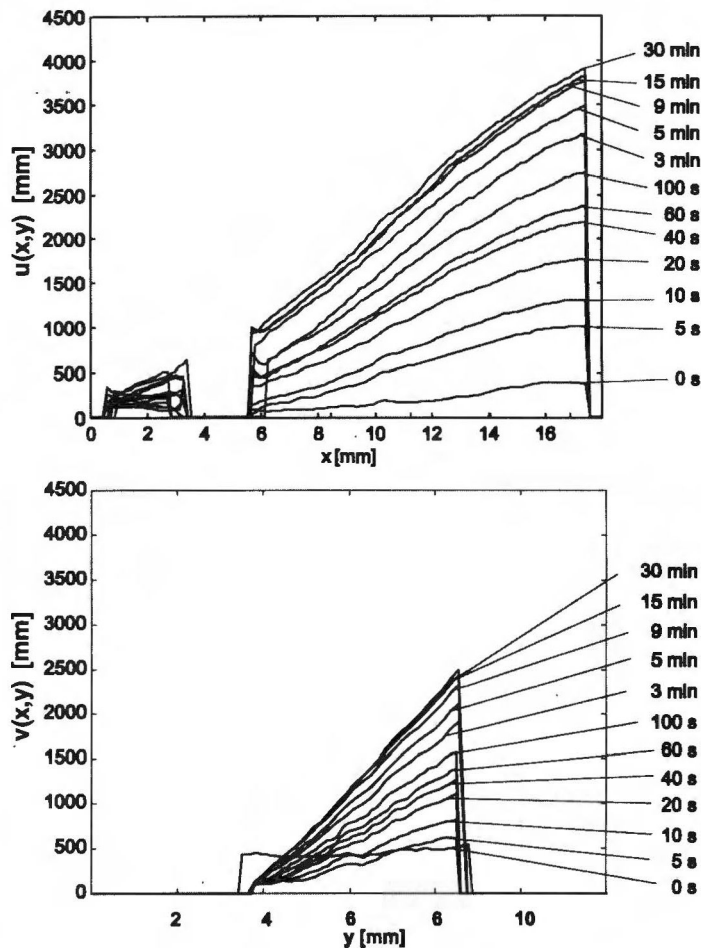 4500
4000
3500
3000
2500
2000
1500
1000
500
0
u(x,y) [mm]
0 2 4 6 8 10 12 14 16
x [mm]
30 min
15 min
9 min
5 min
3 min
100 s
60 s
40 s
20 s
10 s
5 s
0 s
4500
4000
3500
3000
2500
2000
1500
1000
500
0
v(x,y) [mm]
2 4 6 8 10
y [mm]
30 min
15 min
9 min
5 min
3 min
100 s
60 s
40 s
20 s
10 s
5 s
0 s